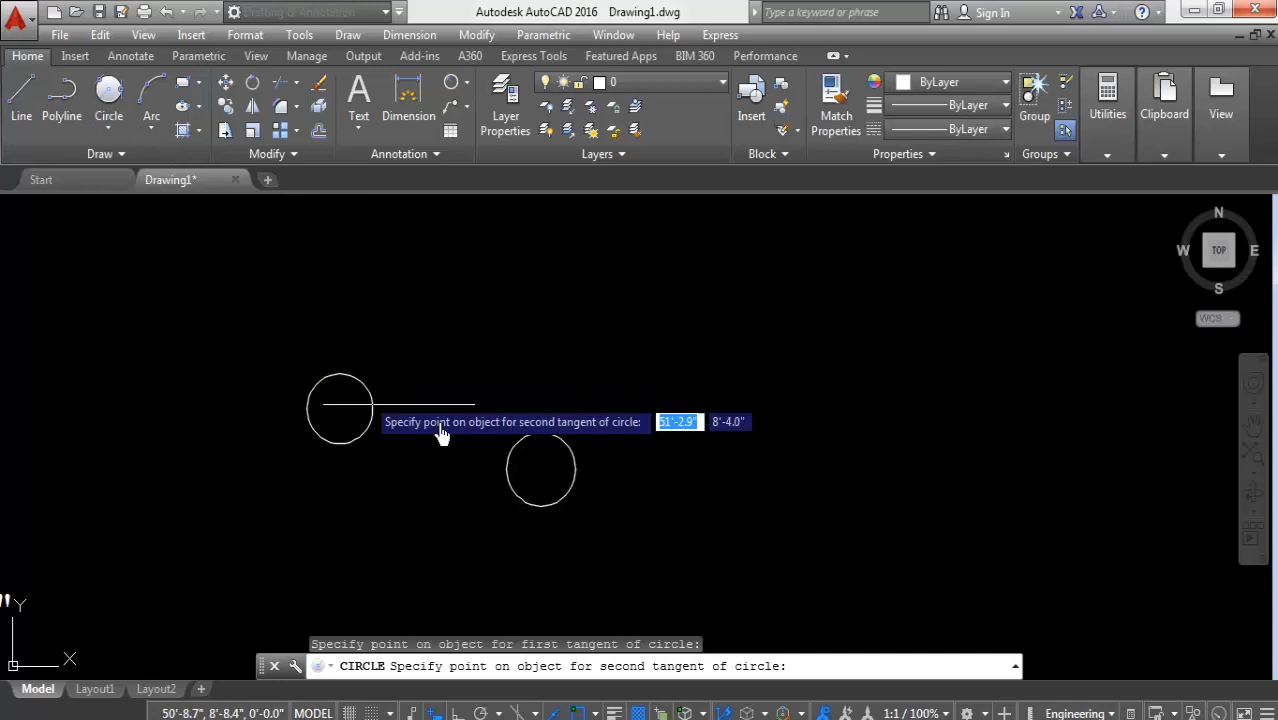 Drafting & Annotation
Autodesk AutoCAD 2016 Drawing1.dwg
Type a keyword or phrase
Sign In
File Edit View Insert Format Tools Draw Dimension Modify Parametric Window Help Express
Home Insert Annotate Parametric View Manage Output Add-ins A360 Express Tools Featured Apps BIM 360 Performance
0
ByLayer
ByLayer
ByLayer
Line Polyline Circle Arc Text Dimension Layer Properties Insert Match Properties Group Utilities Clipboard View
Draw Modify Annotation Layers Block Properties Groups
Start Drawing1*
N
W TOP E
S
WCS
Specify point on object for second tangent of circle: 51'-2.9" 8'-4.0"
" Y
X
Specify point on object for first tangent of circle:
CIRCLE Specify point on object for second tangent of circle:
Model Layout1 Layout2
50'-8.7", 8'-8.4", 0'-0.0" MODEL 1:1 / 100% Engineering